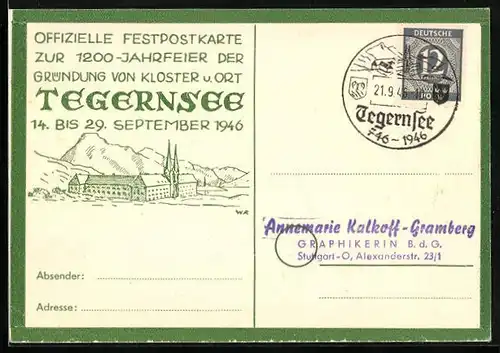 OFFIZIELLE FESTPOSTKARTE
ZUR 1200-JAHRFEIER DER
GRÜNDUNG VON KLOSTER u. ORT
TEGERNSEE
14. BIS 29. SEPTEMBER 1946
W.R
Absender:
Adresse:
DEUTSCHE
12
21.9.4
Tegernsee
746-1946
Annemarie Kalkoff-Gramberg
GRAPHIKERIN B.d.G.
Stuttgart-O, Alexanderstr. 23/1